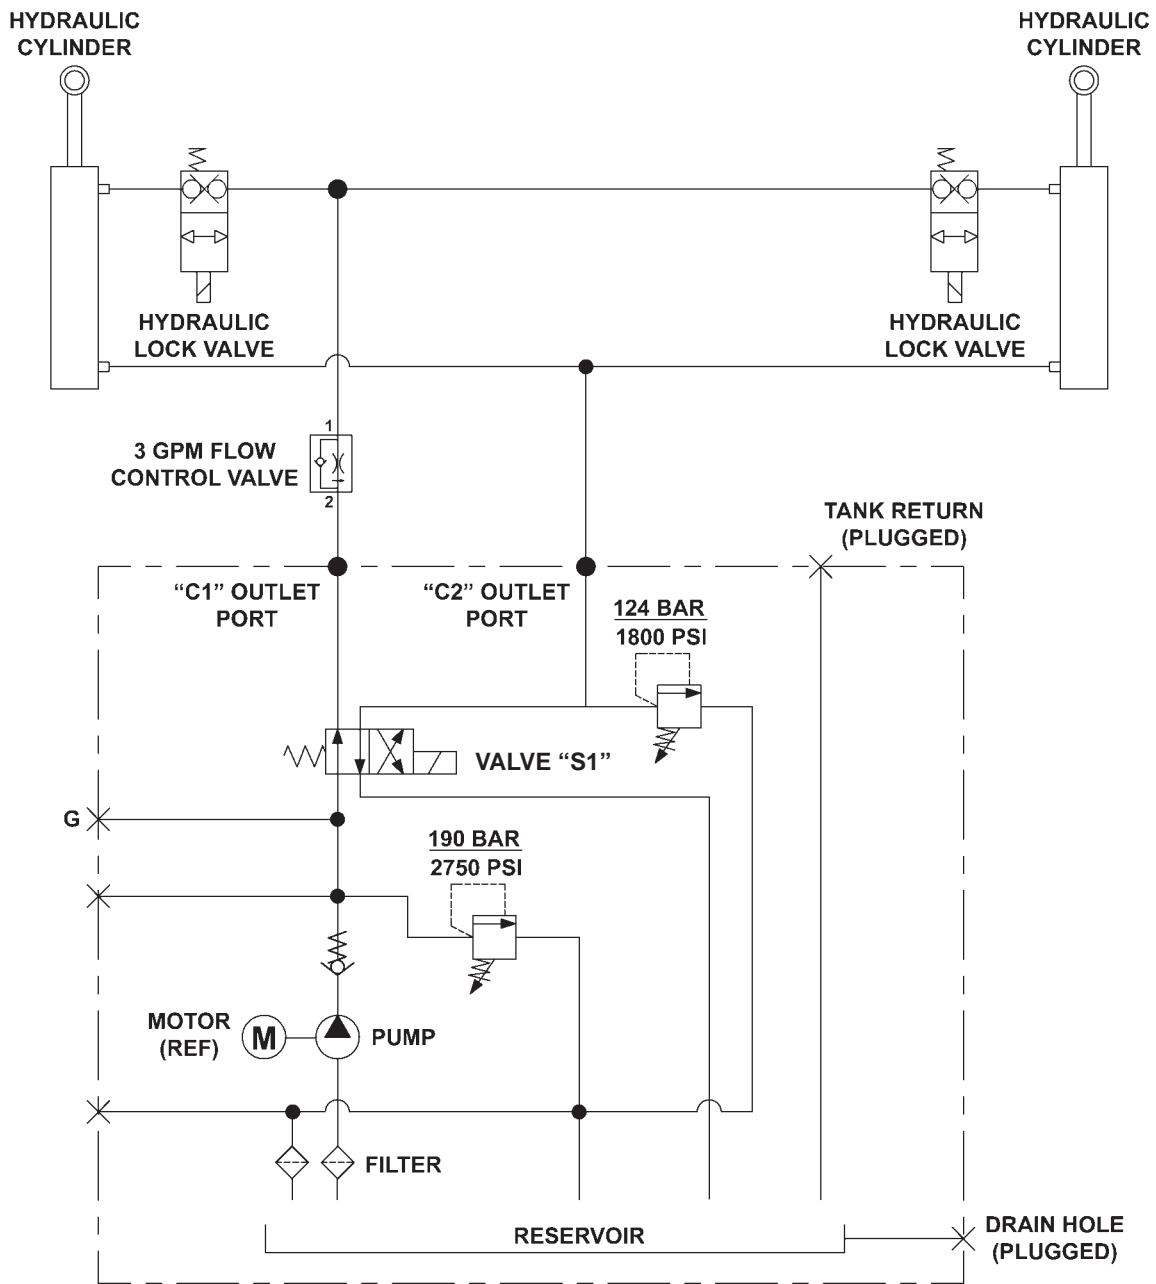 HYDRAULIC
CYLINDER
HYDRAULIC
CYLINDER
HYDRAULIC
LOCK VALVE
HYDRAULIC
LOCK VALVE
1
3 GPM FLOW
CONTROL VALVE
2
TANK RETURN
(PLUGGED)
“C1” OUTLET
PORT
“C2” OUTLET
PORT
124 BAR
1800 PSI
VALVE “S1”
G
190 BAR
2750 PSI
MOTOR
(REF)
M
PUMP
FILTER
RESERVOIR
DRAIN HOLE
(PLUGGED)